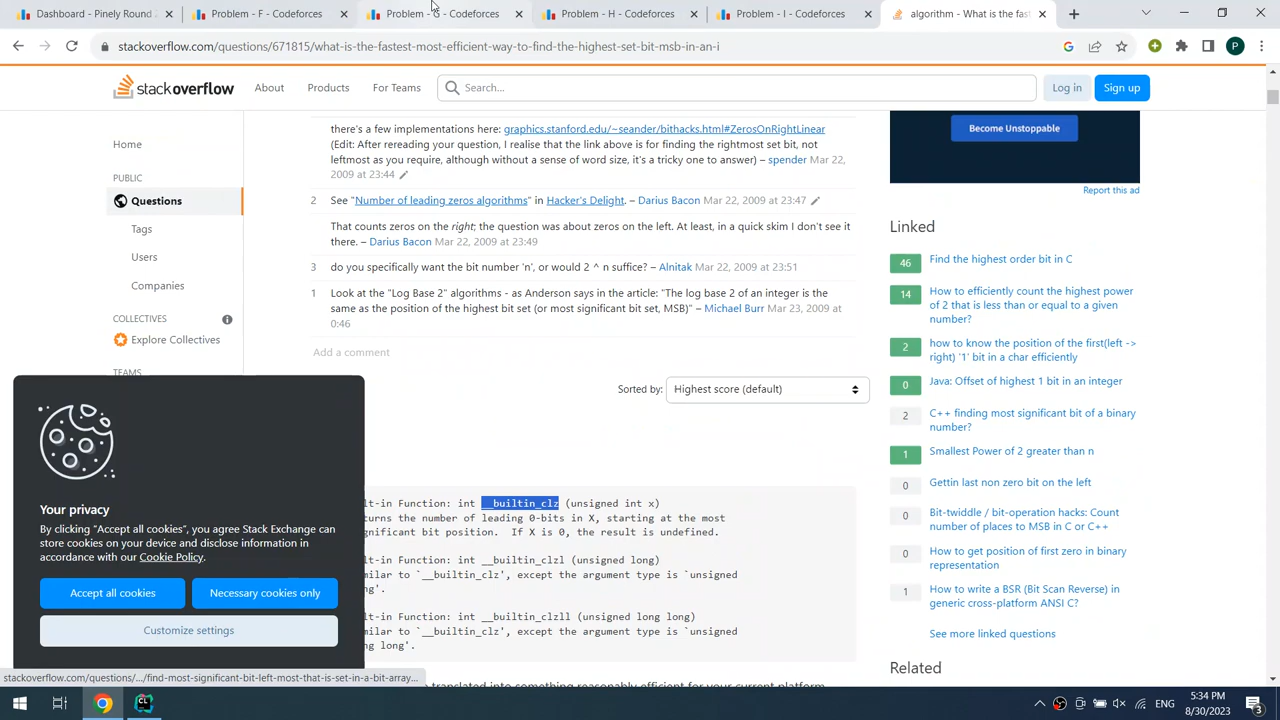 Dashboard - Pinely Round
Problem - F - Codeforces
Problem - G - Codeforces
Problem - H - Codeforces
Problem - I - Codeforces
algorithm - What is the fas
stackoverflow.com/questions/671815/what-is-the-fastest-most-efficient-way-to-find-the-highest-set-bit-msb-in-an-i
P
stackoverflow
About
Products
For Teams
Search...
Log in
Sign up
Home
PUBLIC
Questions
Tags
Users
Companies
COLLECTIVES
Explore Collectives
TEAMS
there's a few implementations here: graphics.stanford.edu/~seander/bithacks.html#ZerosOnRightLinear
(Edit: After rereading your question, I realise that the link above is for finding the rightmost set bit, not
leftmost as you require, although without a sense of word size, it's a tricky one to answer) – spender Mar 22,
2009 at 23:44
2 See "Number of leading zeros algorithms" in Hacker's Delight. – Darius Bacon Mar 22, 2009 at 23:47
That counts zeros on the right; the question was about zeros on the left. At least, in a quick skim I don't see it
there. – Darius Bacon Mar 22, 2009 at 23:49
3 do you specifically want the bit number 'n', or would 2 ^ n suffice? – Alnitak Mar 22, 2009 at 23:51
1 Look at the "Log Base 2" algorithms - as Anderson says in the article: "The log base 2 of an integer is the
same as the position of the highest bit set (or most significant bit set, MSB)" – Michael Burr Mar 23, 2009 at
0:46
Add a comment
Sorted by:
Highest score (default)
lt-in Function: int __builtin_clz (unsigned int x)
turns the number of leading 0-bits in X, starting at the most
gnificant bit position. If X is 0, the result is undefined.
lt-in Function: int __builtin_clzl (unsigned long)
milar to `__builtin_clz', except the argument type is `unsigned
g'.
lt-in Function: int __builtin_clzll (unsigned long long)
milar to `__builtin_clz', except the argument type is `unsigned
ng long'.
translated into something reasonably efficient for your current platform
Become Unstoppable
Report this ad
Linked
46 Find the highest order bit in C
14 How to efficiently count the highest power
of 2 that is less than or equal to a given
number?
2 how to know the position of the first(left ->
right) '1' bit in a char efficiently
0 Java: Offset of highest 1 bit in an integer
2 C++ finding most significant bit of a binary
number?
1 Smallest Power of 2 greater than n
0 Gettin last non zero bit on the left
0 Bit-twiddle / bit-operation hacks: Count
number of places to MSB in C or C++
0 How to get position of first zero in binary
representation
1 How to write a BSR (Bit Scan Reverse) in
generic cross-platform ANSI C?
See more linked questions
Related
Your privacy
By clicking "Accept all cookies", you agree Stack Exchange can
store cookies on your device and disclose information in
accordance with our Cookie Policy.
Accept all cookies
Necessary cookies only
Customize settings
stackoverflow.com/questions/.../find-most-significant-bit-left-most-that-is-set-in-a-bit-array...
CL
ENG
5:34 PM
8/30/2023
3